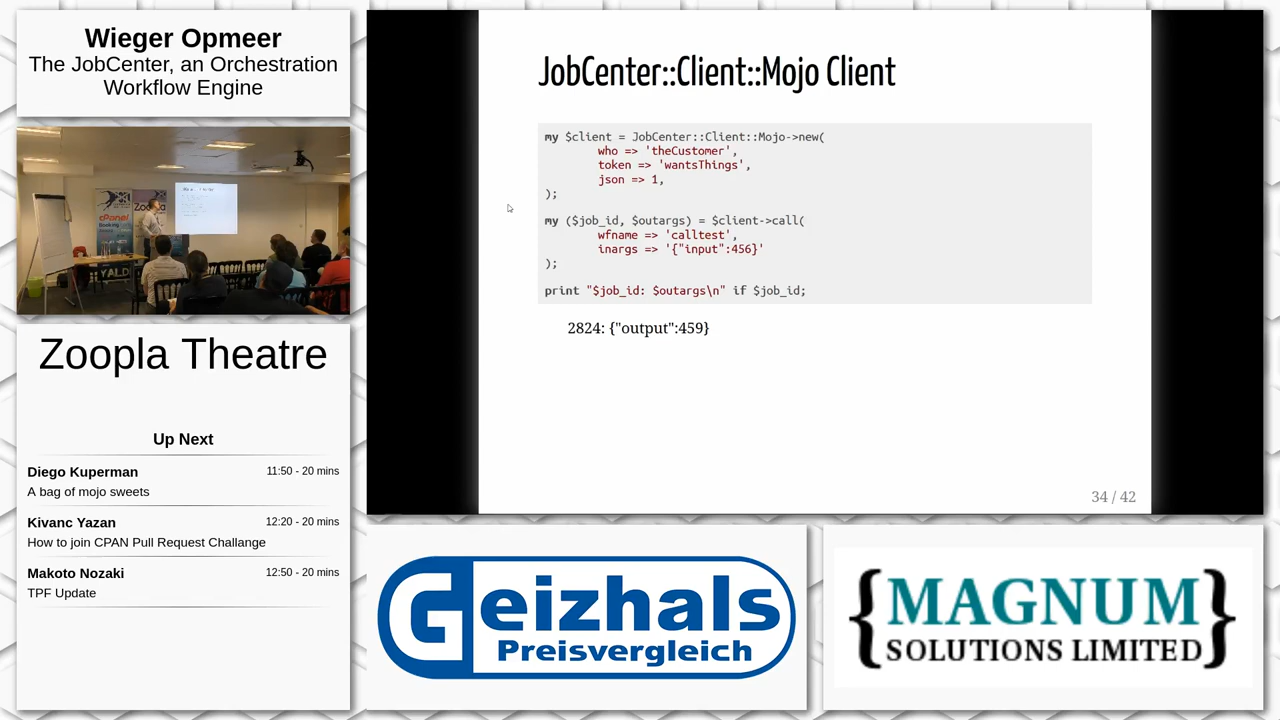 Wieger Opmeer
The JobCenter, an Orchestration
Workflow Engine
cPanel
Booking
Zoopla
YALD
Zoopla Theatre
Up Next
Diego Kuperman
11:50 - 20 mins
A bag of mojo sweets
Kivanc Yazan
12:20 - 20 mins
How to join CPAN Pull Request Challange
Makoto Nozaki
12:50 - 20 mins
TPF Update
JobCenter::Client::Mojo Client
my $client = JobCenter::Client::Mojo->new(
who => 'theCustomer',
token => 'wantsThings',
json => 1,
);
my ($job_id, $outargs) = $client->call(
wfname => 'calltest',
inargs => '{"input":456}'
);
print "$job_id: $outargs\n" if $job_id;
2824: {"output":459}
34 / 42
Geizhals
Preisvergleich
{MAGNUM}
SOLUTIONS LIMITED